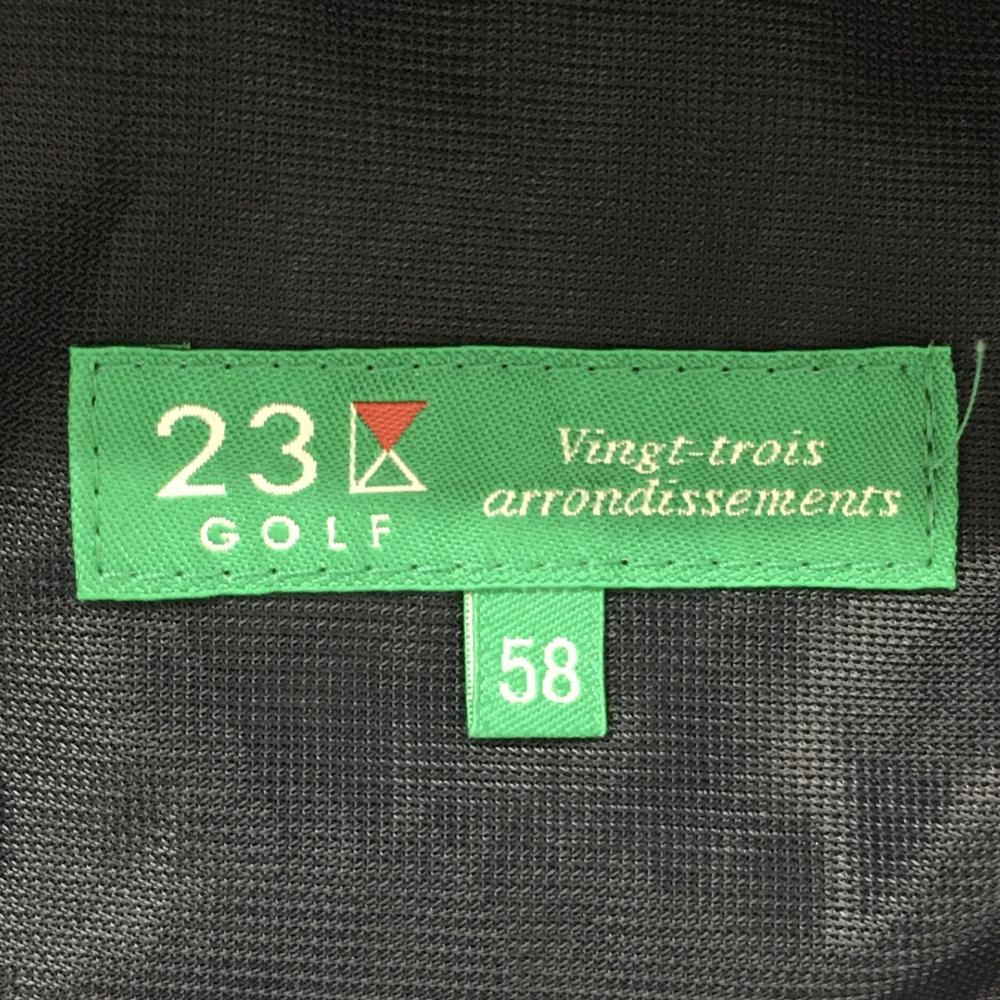 23
GOLF
Vingt-trois
arrondissements
58